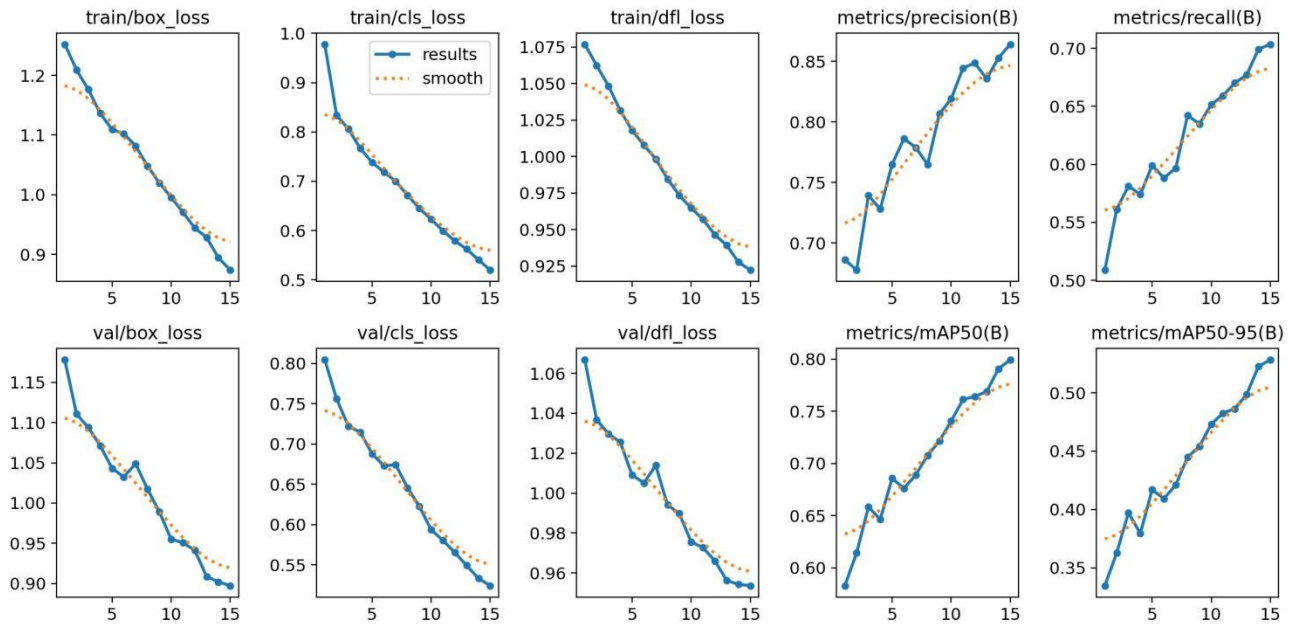 train/box_loss
train/cls_loss
train/dfl_loss
metrics/precision(B)
metrics/recall(B)
1.2
1.1
1.0
0.9
5 10 15
1.0
0.9
0.8
0.7
0.6
0.5
results
smooth
5 10 15
1.075
1.050
1.025
1.000
0.975
0.950
0.925
5 10 15
0.85
0.80
0.75
0.70
5 10 15
0.70
0.65
0.60
0.55
0.50
5 10 15
val/box_loss
val/cls_loss
val/dfl_loss
metrics/mAP50(B)
metrics/mAP50-95(B)
1.15
1.10
1.05
1.00
0.95
0.90
5 10 15
0.80
0.75
0.70
0.65
0.60
0.55
5 10 15
1.06
1.04
1.02
1.00
0.98
0.96
5 10 15
0.80
0.75
0.70
0.65
0.60
5 10 15
0.50
0.45
0.40
0.35
5 10 15